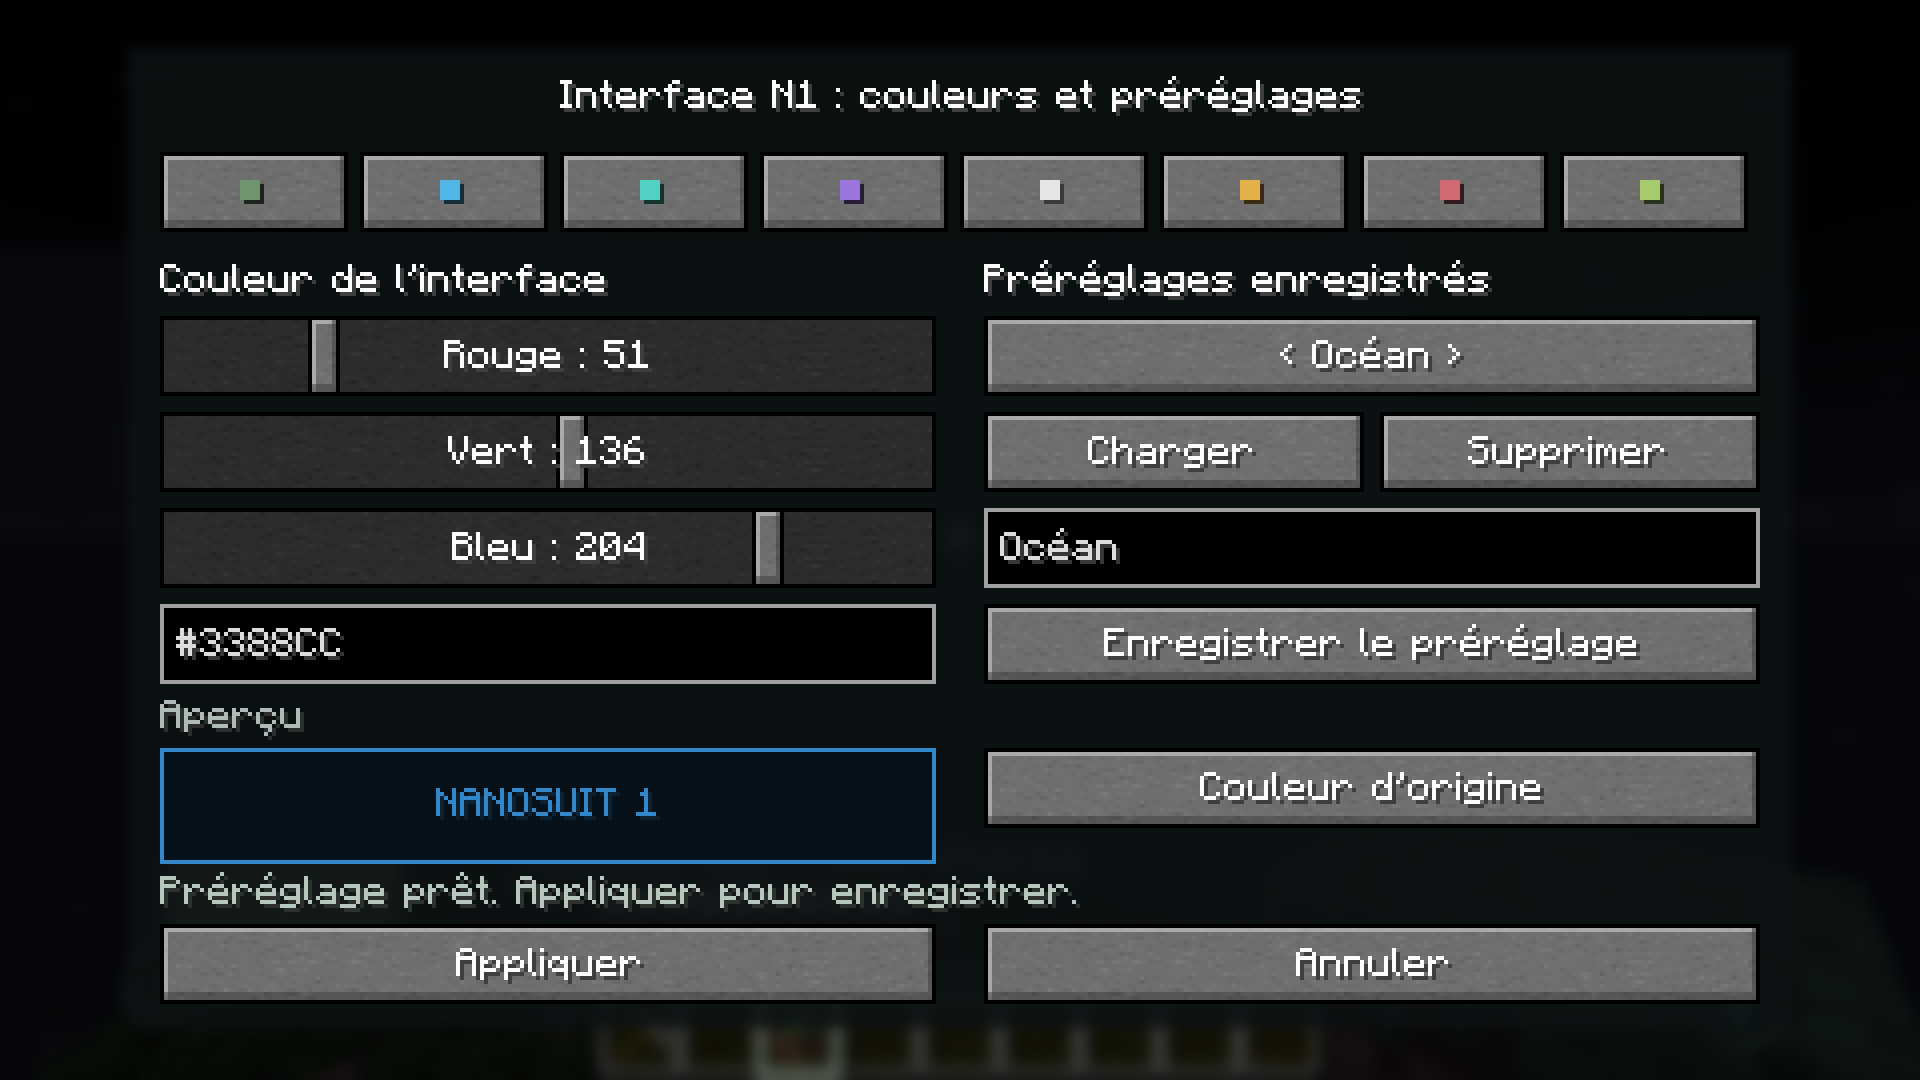 Interface N1 : couleurs et préréglages
Couleur de l'interface
Rouge : 51
Vert : 136
Bleu : 204
#3388CC
Aperçu
NANOSUIT 1
Préréglages enregistrés
< Océan >
Charger
Supprimer
Océan
Enregistrer le préréglage
Couleur d'origine
Préréglage prêt. Appliquer pour enregistrer.
Appliquer
Annuler